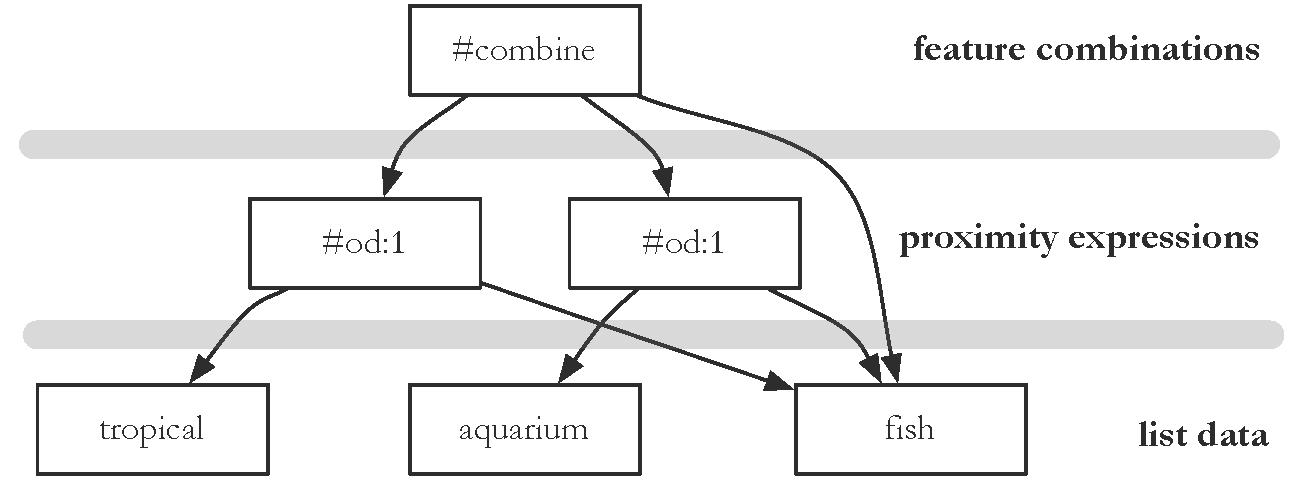 #combine
feature combinations
#od:1
#od:1
proximity expressions
tropical
aquarium
fish
list data